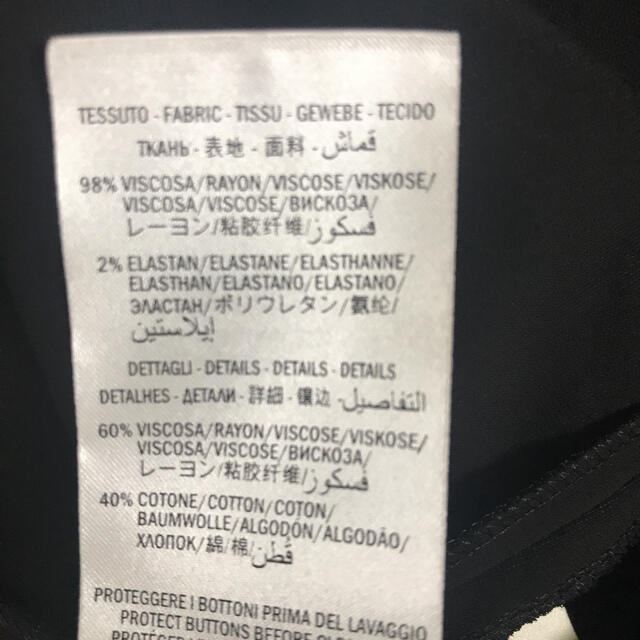 TESSUTO - FABRIC - TISSU - GEWEBE - TECIDO
ТКАНЬ - 表地 - 面料 - قماش
98% VISCOSA/RAYON/VISCOSE/VISKOSE/
VISCOSA/VISCOSE/ВИСКОЗА/
レーヨン/粘胶纤维/فسكوز
2% ELASTAN/ELASTANE/ELASTHANNE/
ELASTHAN/ELASTANO/ELASTANO/
ЭЛАСТАН/ポリウレタン/氨纶/
إيلاستين
DETTAGLI - DETAILS - DETAILS - DETAILS
DETALHES - ДЕТАЛИ - 詳細 - 镶边 - التفاصيل
60% VISCOSA/RAYON/VISCOSE/VISKOSE/
VISCOSA/VISCOSE/ВИСКОЗА/
レーヨン/粘胶纤维/فسكوز
40% COTONE/COTTON/COTON/
BAUMWOLLE/ALGODÓN/ALGODÃO/
ХЛОПОК/綿/棉/قطن
PROTEGGERE I BOTTONI PRIMA DEL LAVAGGIO
PROTECT BUTTONS BEFORE